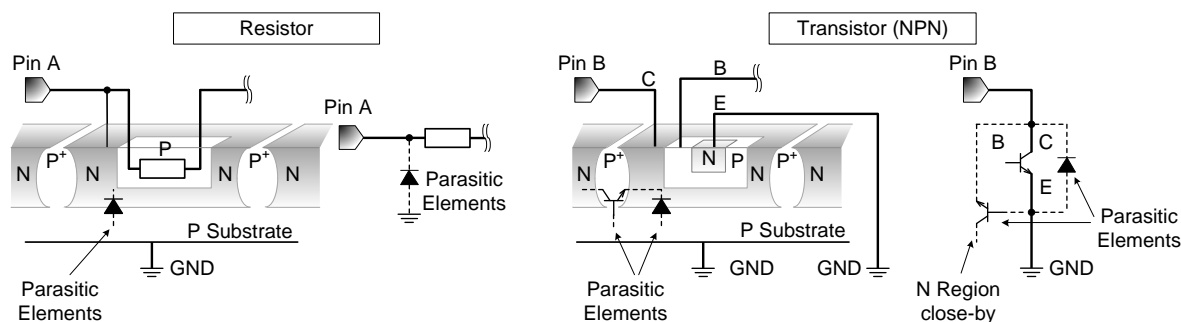 Resistor
Transistor (NPN)
Pin A
Pin A
P
N
P+
N
N
P+
N
Parasitic
Elements
P Substrate
GND
Parasitic
Elements
Pin B
C
B
E
Pin B
N
P+
N
N
P
P+
N
B
C
E
P Substrate
GND
GND
GND
Parasitic
Elements
Parasitic
Elements
N Region
close-by